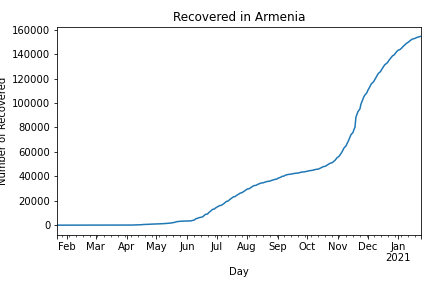 Recovered in Armenia
160000
140000
120000
100000
80000
60000
40000
20000
0
Number of Recovered
Feb Mar Apr May Jun Jul Aug Sep Oct Nov Dec Jan
2021
Day